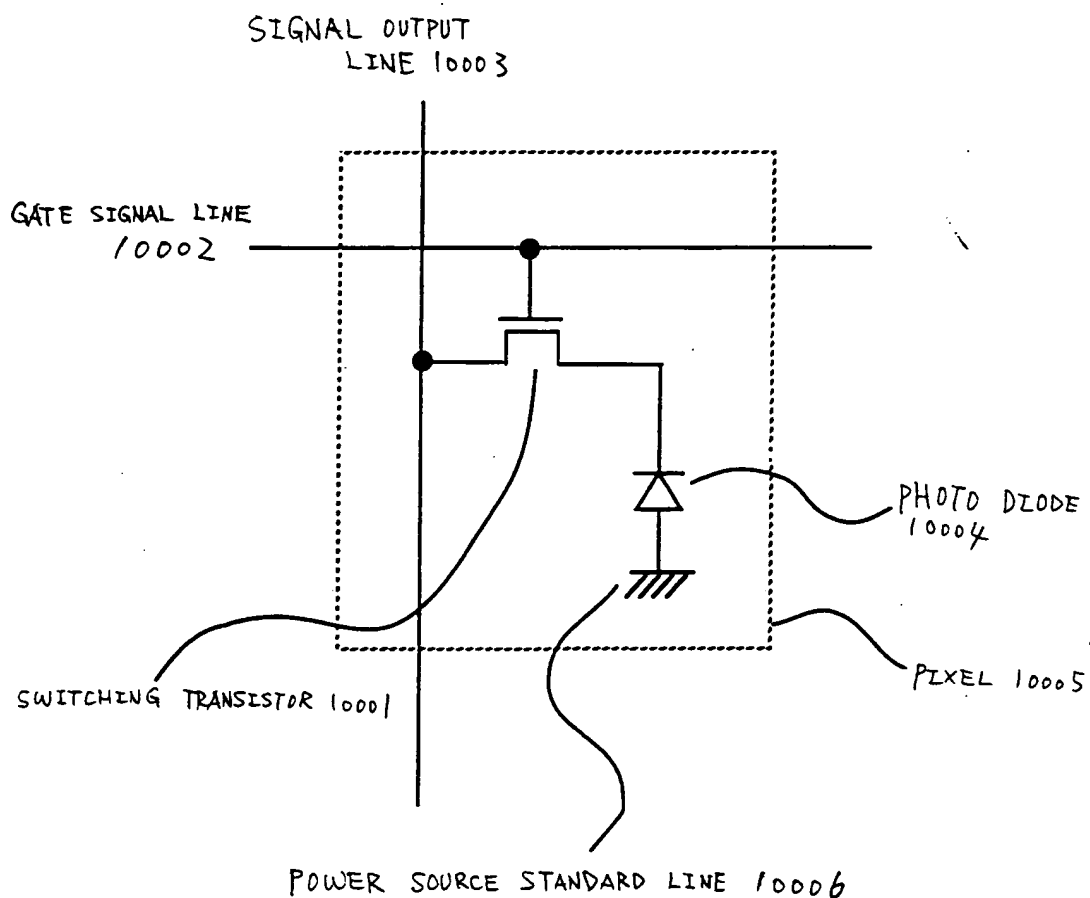 SIGNAL OUTPUT
LINE 10003
GATE SIGNAL LINE
10002
PHOTO DIODE
10004
PIXEL 10005
SWITCHING TRANSISTOR 10001
POWER SOURCE STANDARD LINE 10006